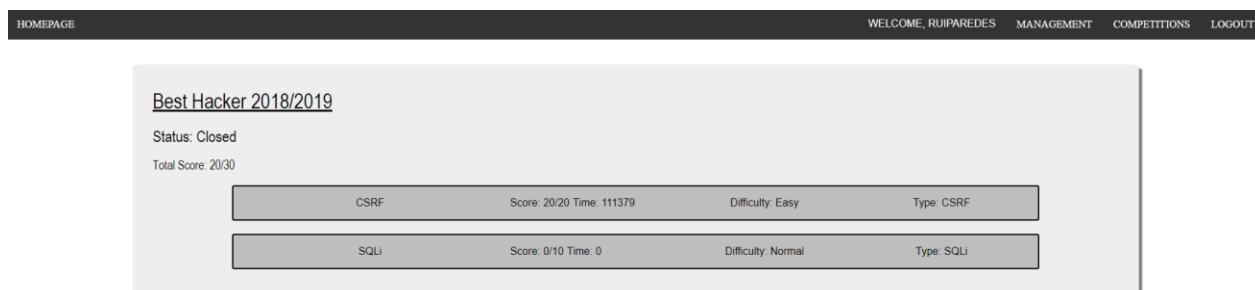 HOMEPAGE WELCOME, RUIPAREDES MANAGEMENT COMPETITIONS LOGOUT
Best Hacker 2018/2019
Status: Closed
Total Score: 20/30
CSRF Score: 20/20 Time: 111379 Difficulty: Easy Type: CSRF
SQLi Score: 0/10 Time: 0 Difficulty: Normal Type: SQLi